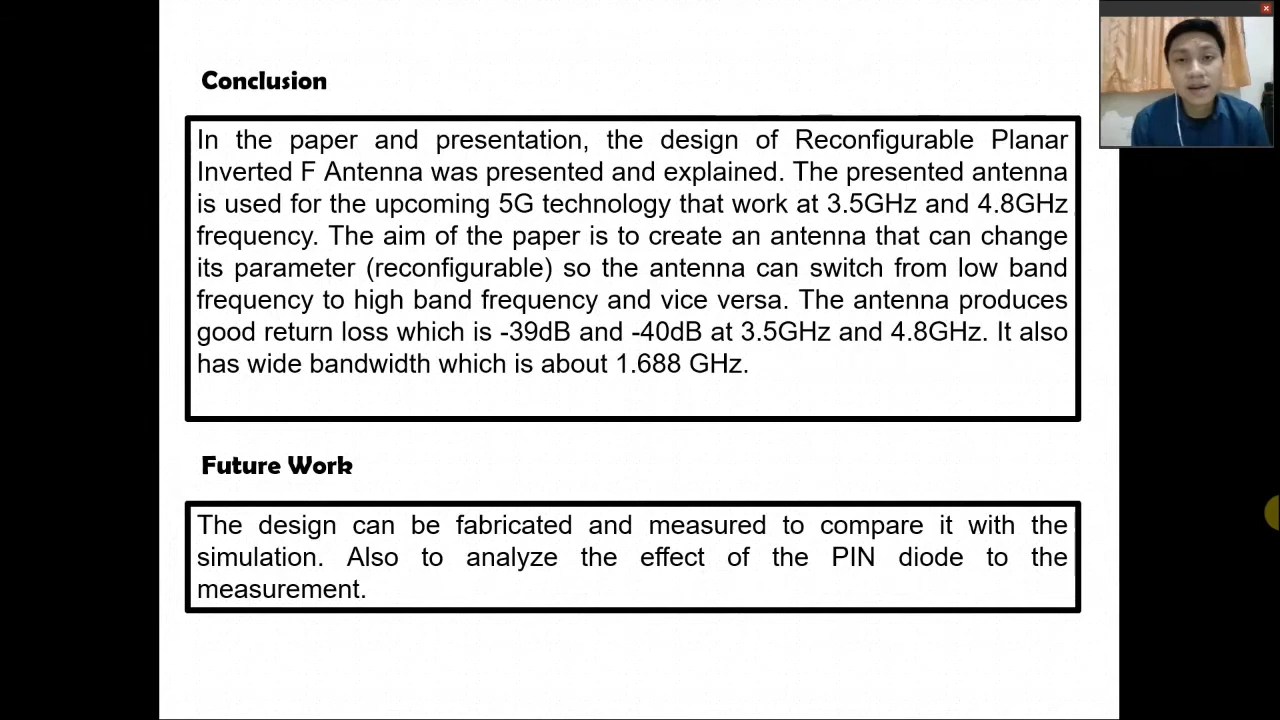 Conclusion
In the paper and presentation, the design of Reconfigurable Planar
Inverted F Antenna was presented and explained. The presented antenna
is used for the upcoming 5G technology that work at 3.5GHz and 4.8GHz
frequency. The aim of the paper is to create an antenna that can change
its parameter (reconfigurable) so the antenna can switch from low band
frequency to high band frequency and vice versa. The antenna produces
good return loss which is -39dB and -40dB at 3.5GHz and 4.8GHz. It also
has wide bandwidth which is about 1.688 GHz.
Future Work
The design can be fabricated and measured to compare it with the
simulation. Also to analyze the effect of the PIN diode to the
measurement.